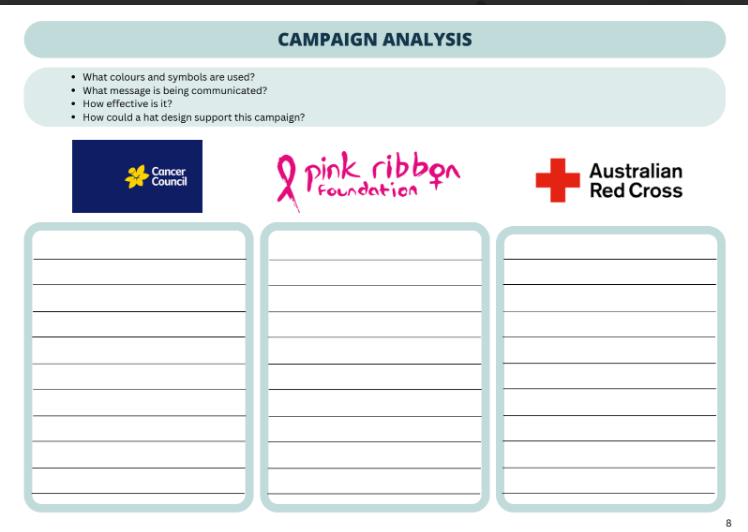 CAMPAIGN ANALYSIS
• What colours and symbols are used?
• What message is being communicated?
• How effective is it?
• How could a hat design support this campaign?
Cancer
Council
pink ribbon
foundation
Australian
Red Cross
8